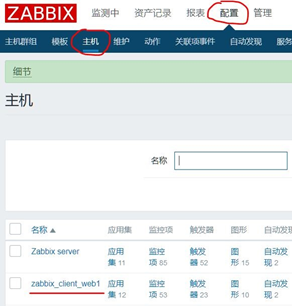 ZABBIX 监测中 资产记录 报表 配置 管理
主机群组 模板 主机 维护 动作 关联项事件 自动发现 服务
细节
主机
名称
名称 应用集 监控项 触发器 图形 自动发现
Zabbix server 应用集 11 监控项 65 触发器 52 图形 10 自动发现 2
zabbix_client_web1 应用集 12 监控项 53 触发器 23 图形 15 自动发现 2